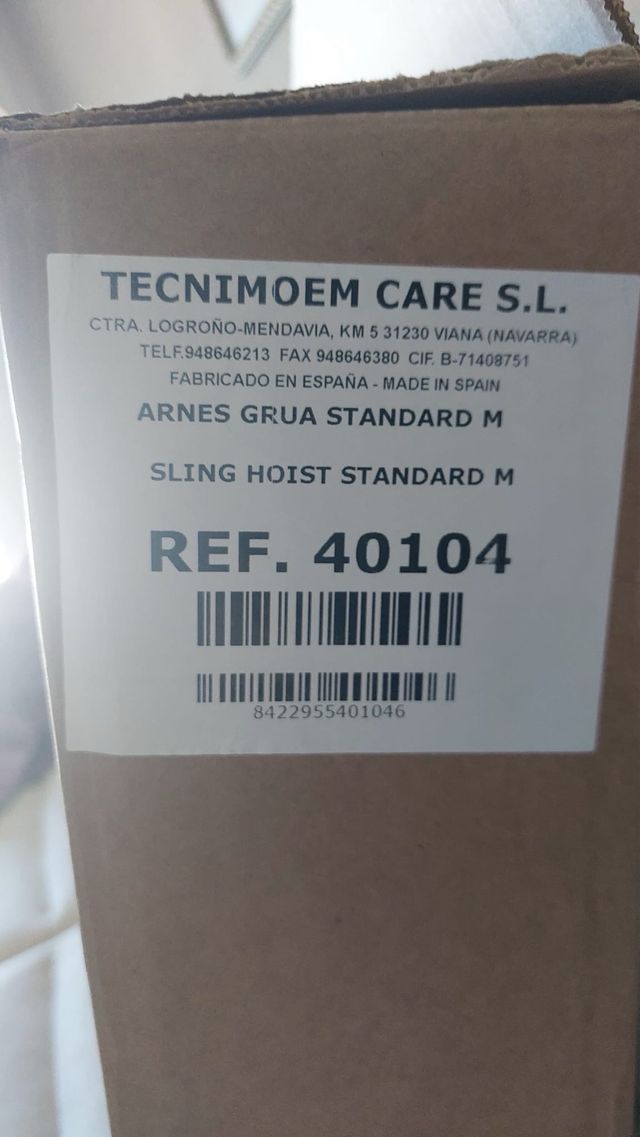 TECNIMOEM CARE S.L.
CTRA. LOGROÑO-MENDAVIA, KM 5 31230 VIANA (NAVARRA)
TELF.948646213 FAX 948646380 CIF. B-71408751
FABRICADO EN ESPAÑA - MADE IN SPAIN
ARNES GRUA STANDARD M
SLING HOIST STANDARD M
REF. 40104
8422955401046